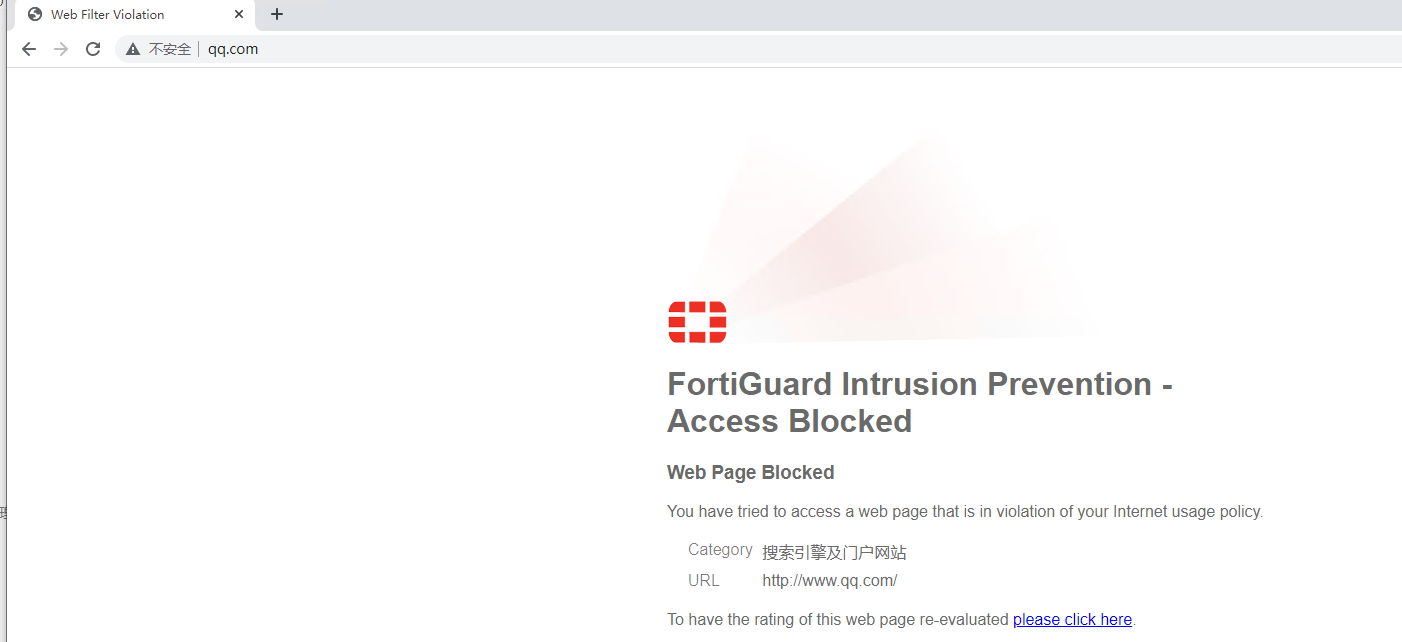 Web Filter Violation
不安全 qq.com
FortiGuard Intrusion Prevention -
Access Blocked
Web Page Blocked
You have tried to access a web page that is in violation of your Internet usage policy.
Category 搜索引擎及门户网站
URL http://www.qq.com/
To have the rating of this web page re-evaluated please click here.